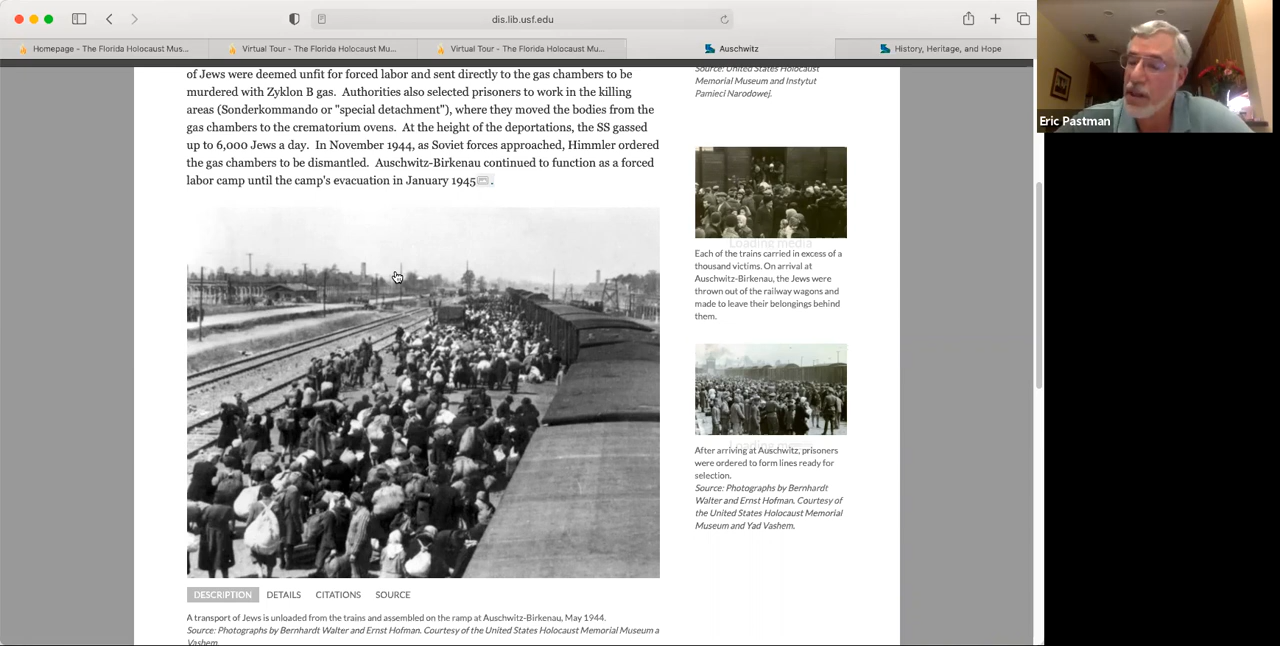 dis.lib.usf.edu
Homepage - The Florida Holocaust Mus...
Virtual Tour - The Florida Holocaust Mu...
Virtual Tour - The Florida Holocaust Mu...
Auschwitz
History, Heritage, and Hope
of Jews were deemed unfit for forced labor and sent directly to the gas chambers to be
murdered with Zyklon B gas.  Authorities also selected prisoners to work in the killing
areas (Sonderkommando or "special detachment"), where they moved the bodies from the
gas chambers to the crematorium ovens.  At the height of the deportations, the SS gassed
up to 6,000 Jews a day.  In November 1944, as Soviet forces approached, Himmler ordered
the gas chambers to be dismantled.  Auschwitz-Birkenau continued to function as a forced
labor camp until the camp's evacuation in January 1945 .
DESCRIPTION
DETAILS
CITATIONS
SOURCE
A transport of Jews is unloaded from the trains and assembled on the ramp at Auschwitz-Birkenau, May 1944.
Source: Photographs by Bernhardt Walter and Ernst Hofman. Courtesy of the United States Holocaust Memorial Museum a
Vashem.
Source: United States Holocaust
Memorial Museum and Instytut
Pamieci Narodowej.
Loading media
Each of the trains carried in excess of a
thousand victims. On arrival at
Auschwitz-Birkenau, the Jews were
thrown out of the railway wagons and
made to leave their belongings behind
them.
Loading media
After arriving at Auschwitz, prisoners
were ordered to form lines ready for
selection.
Source: Photographs by Bernhardt
Walter and Ernst Hofman. Courtesy of
the United States Holocaust Memorial
Museum and Yad Vashem.
Eric Pastman